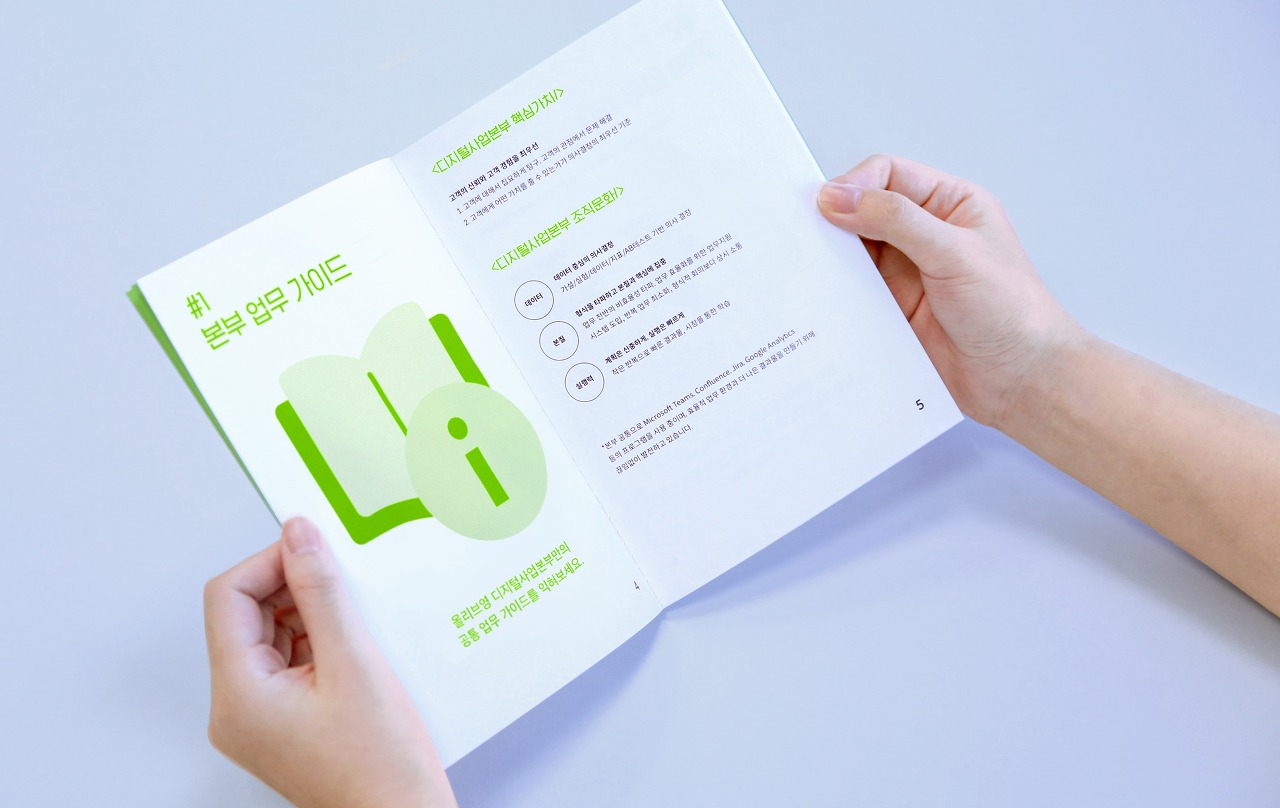 #1
본부 업무 가이드
올리브영 디지털사업본부만의
공통 업무 가이드를 익혀보세요.
4
<디지털사업본부 핵심가치/>
고객의 신뢰와 고객 경험을 최우선
1. 고객에 대해서 집요하게 탐구, 고객의 관점에서 문제 해결
2. 고객에게 어떤 가치를 줄 수 있는가가 의사결정의 최우선 기준
<디지털사업본부 조직문화/>
데이터
데이터 중심의 의사결정
가설/실험/데이터/지표/AB테스트 기반 의사 결정
본질
형식을 타파하고 본질과 핵심에 집중
업무 전반의 비효율성 타파, 업무 효율화를 위한 업무지원
시스템 도입, 반복 업무 최소화, 형식적 회의보다 상시 소통
실행력
계획은 신중하게, 실행은 빠르게
작은 반복으로 빠른 결과물, 시장을 통한 학습
*본부 공통으로 Microsoft Teams, Confluence, Jira, Google Analytics
등의 프로그램을 사용 중이며, 효율적 업무 환경과 더 나은 결과물을 만들기 위해
끊임없이 발전하고 있습니다.
5